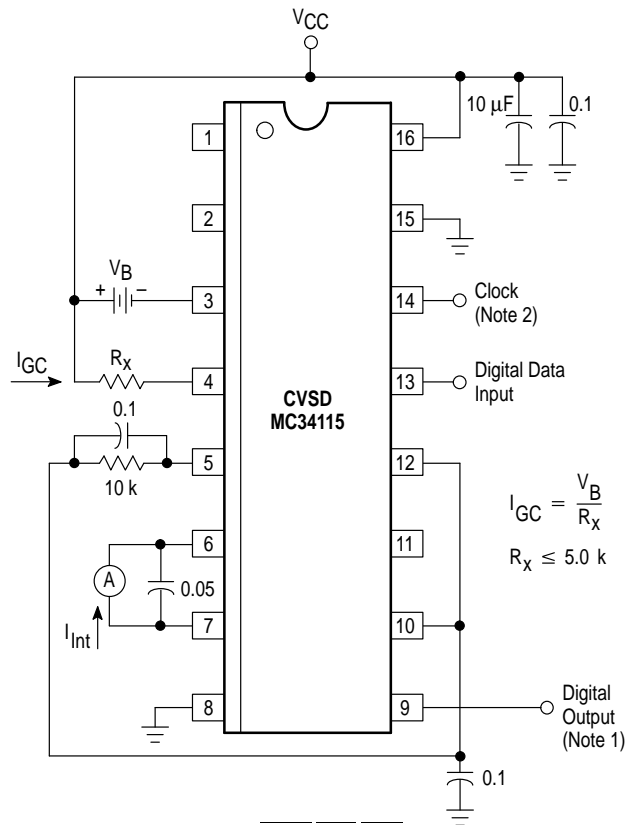 VCC
10 µF
0.1
1
16
2
15
VB
+
−
3
14
Clock
(Note 2)
IGC
RX
4
13
Digital Data
Input
CVSD
MC34115
0.1
10 k
5
12
IGC = VB / RX
RX ≤ 5.0 k
6
11
A
0.05
IInt
7
10
8
9
Digital
Output
(Note 1)
0.1